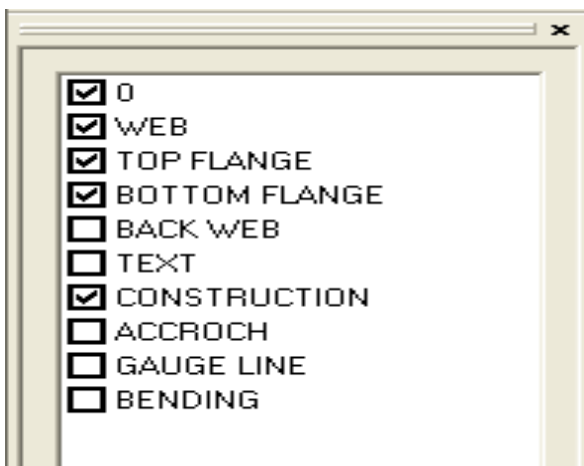 0
WEB
TOP FLANGE
BOTTOM FLANGE
BACK WEB
TEXT
CONSTRUCTION
ACCROCH
GAUGE LINE
BENDING